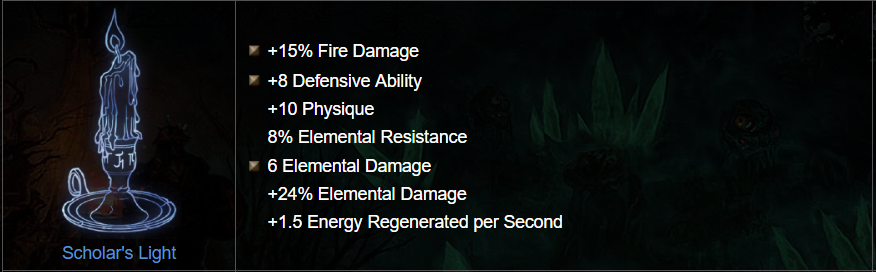 +15% Fire Damage
+8 Defensive Ability
+10 Physique
8% Elemental Resistance
6 Elemental Damage
+24% Elemental Damage
+1.5 Energy Regenerated per Second
Scholar's Light